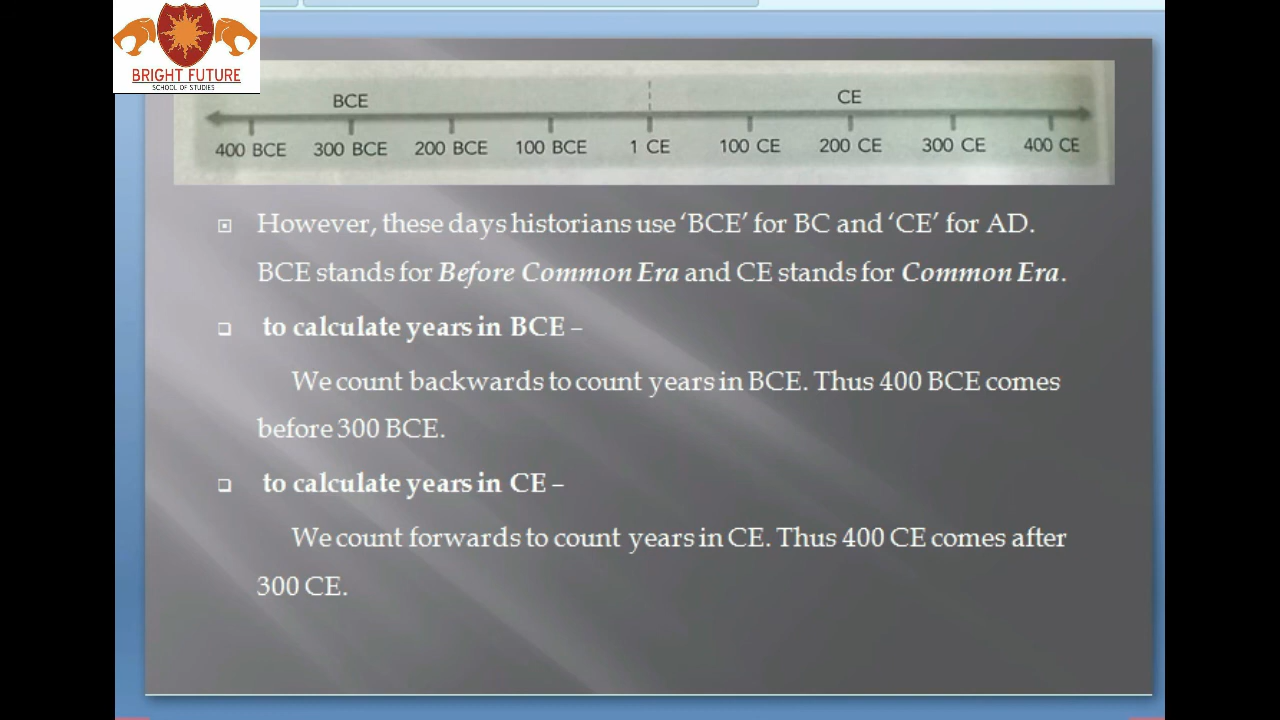 BRIGHT FUTURE
SCHOOL OF STUDIES
BCE CE
400 BCE 300 BCE 200 BCE 100 BCE 1 CE 100 CE 200 CE 300 CE 400 CE
However, these days historians use ‘BCE’ for BC and ‘CE’ for AD.
BCE stands for Before Common Era and CE stands for Common Era.
to calculate years in BCE –
We count backwards to count years in BCE. Thus 400 BCE comes
before 300 BCE.
to calculate years in CE –
We count forwards to count years in CE. Thus 400 CE comes after
300 CE.